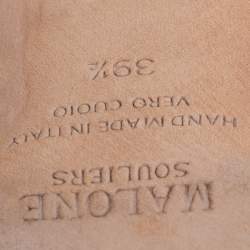 MALONE
SOULIERS
HAND MADE IN ITALY
VERO CUOIO
39½